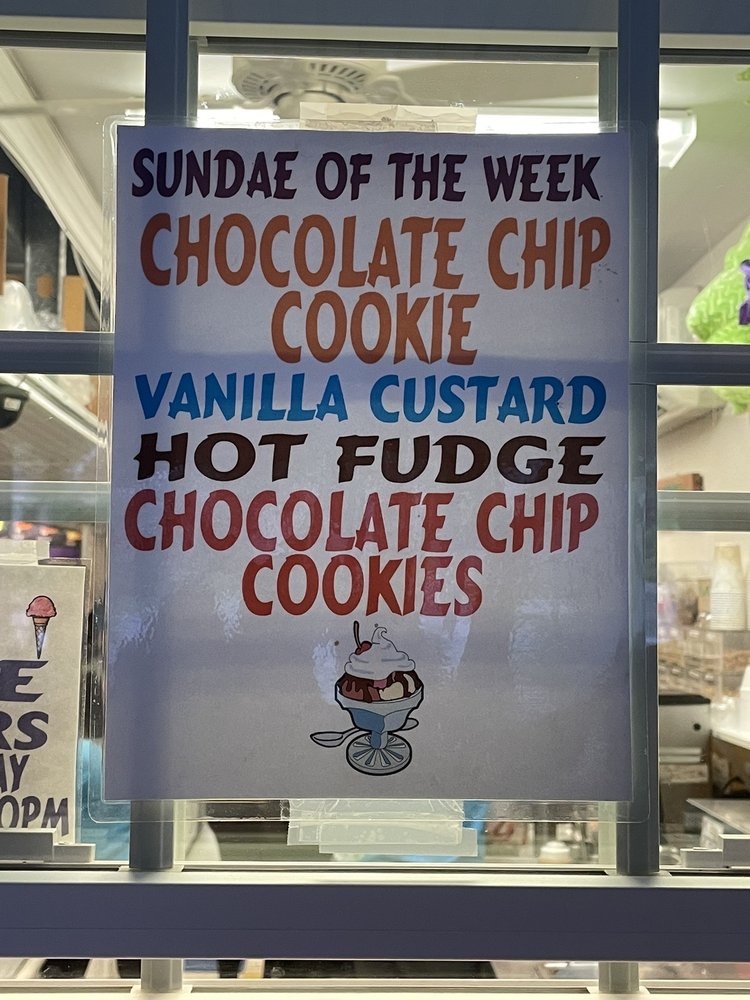 SUNDAE OF THE WEEK
CHOCOLATE CHIP
COOKIE
VANILLA CUSTARD
HOT FUDGE
CHOCOLATE CHIP
COOKIES